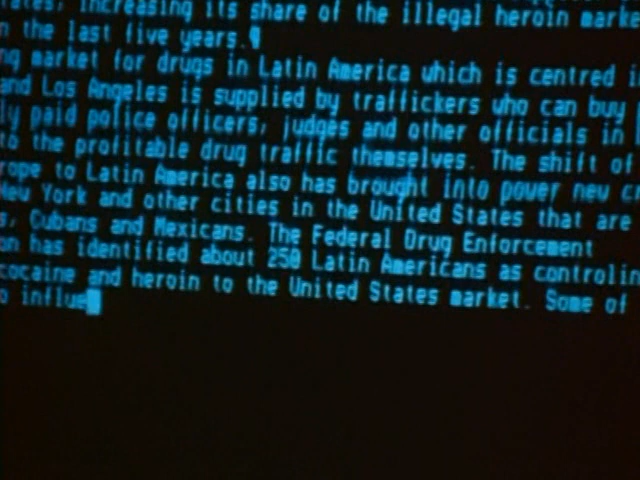 ates, increasing its share of the illegal heroin marke
n the last five years.¶
ng market for drugs in Latin America which is centred i
and Los Angeles is supplied by traffickers who can buy
ly paid police officers, judges and other officials in
to the profitable drug traffic themselves. The shift of
rope to Latin America also has brought into power new c
New York and other cities in the United States that are
s, Cubans and Mexicans. The Federal Drug Enforcement
on has identified about 250 Latin Americans as controlin
cocaine and heroin to the United States market. Some of
o influe